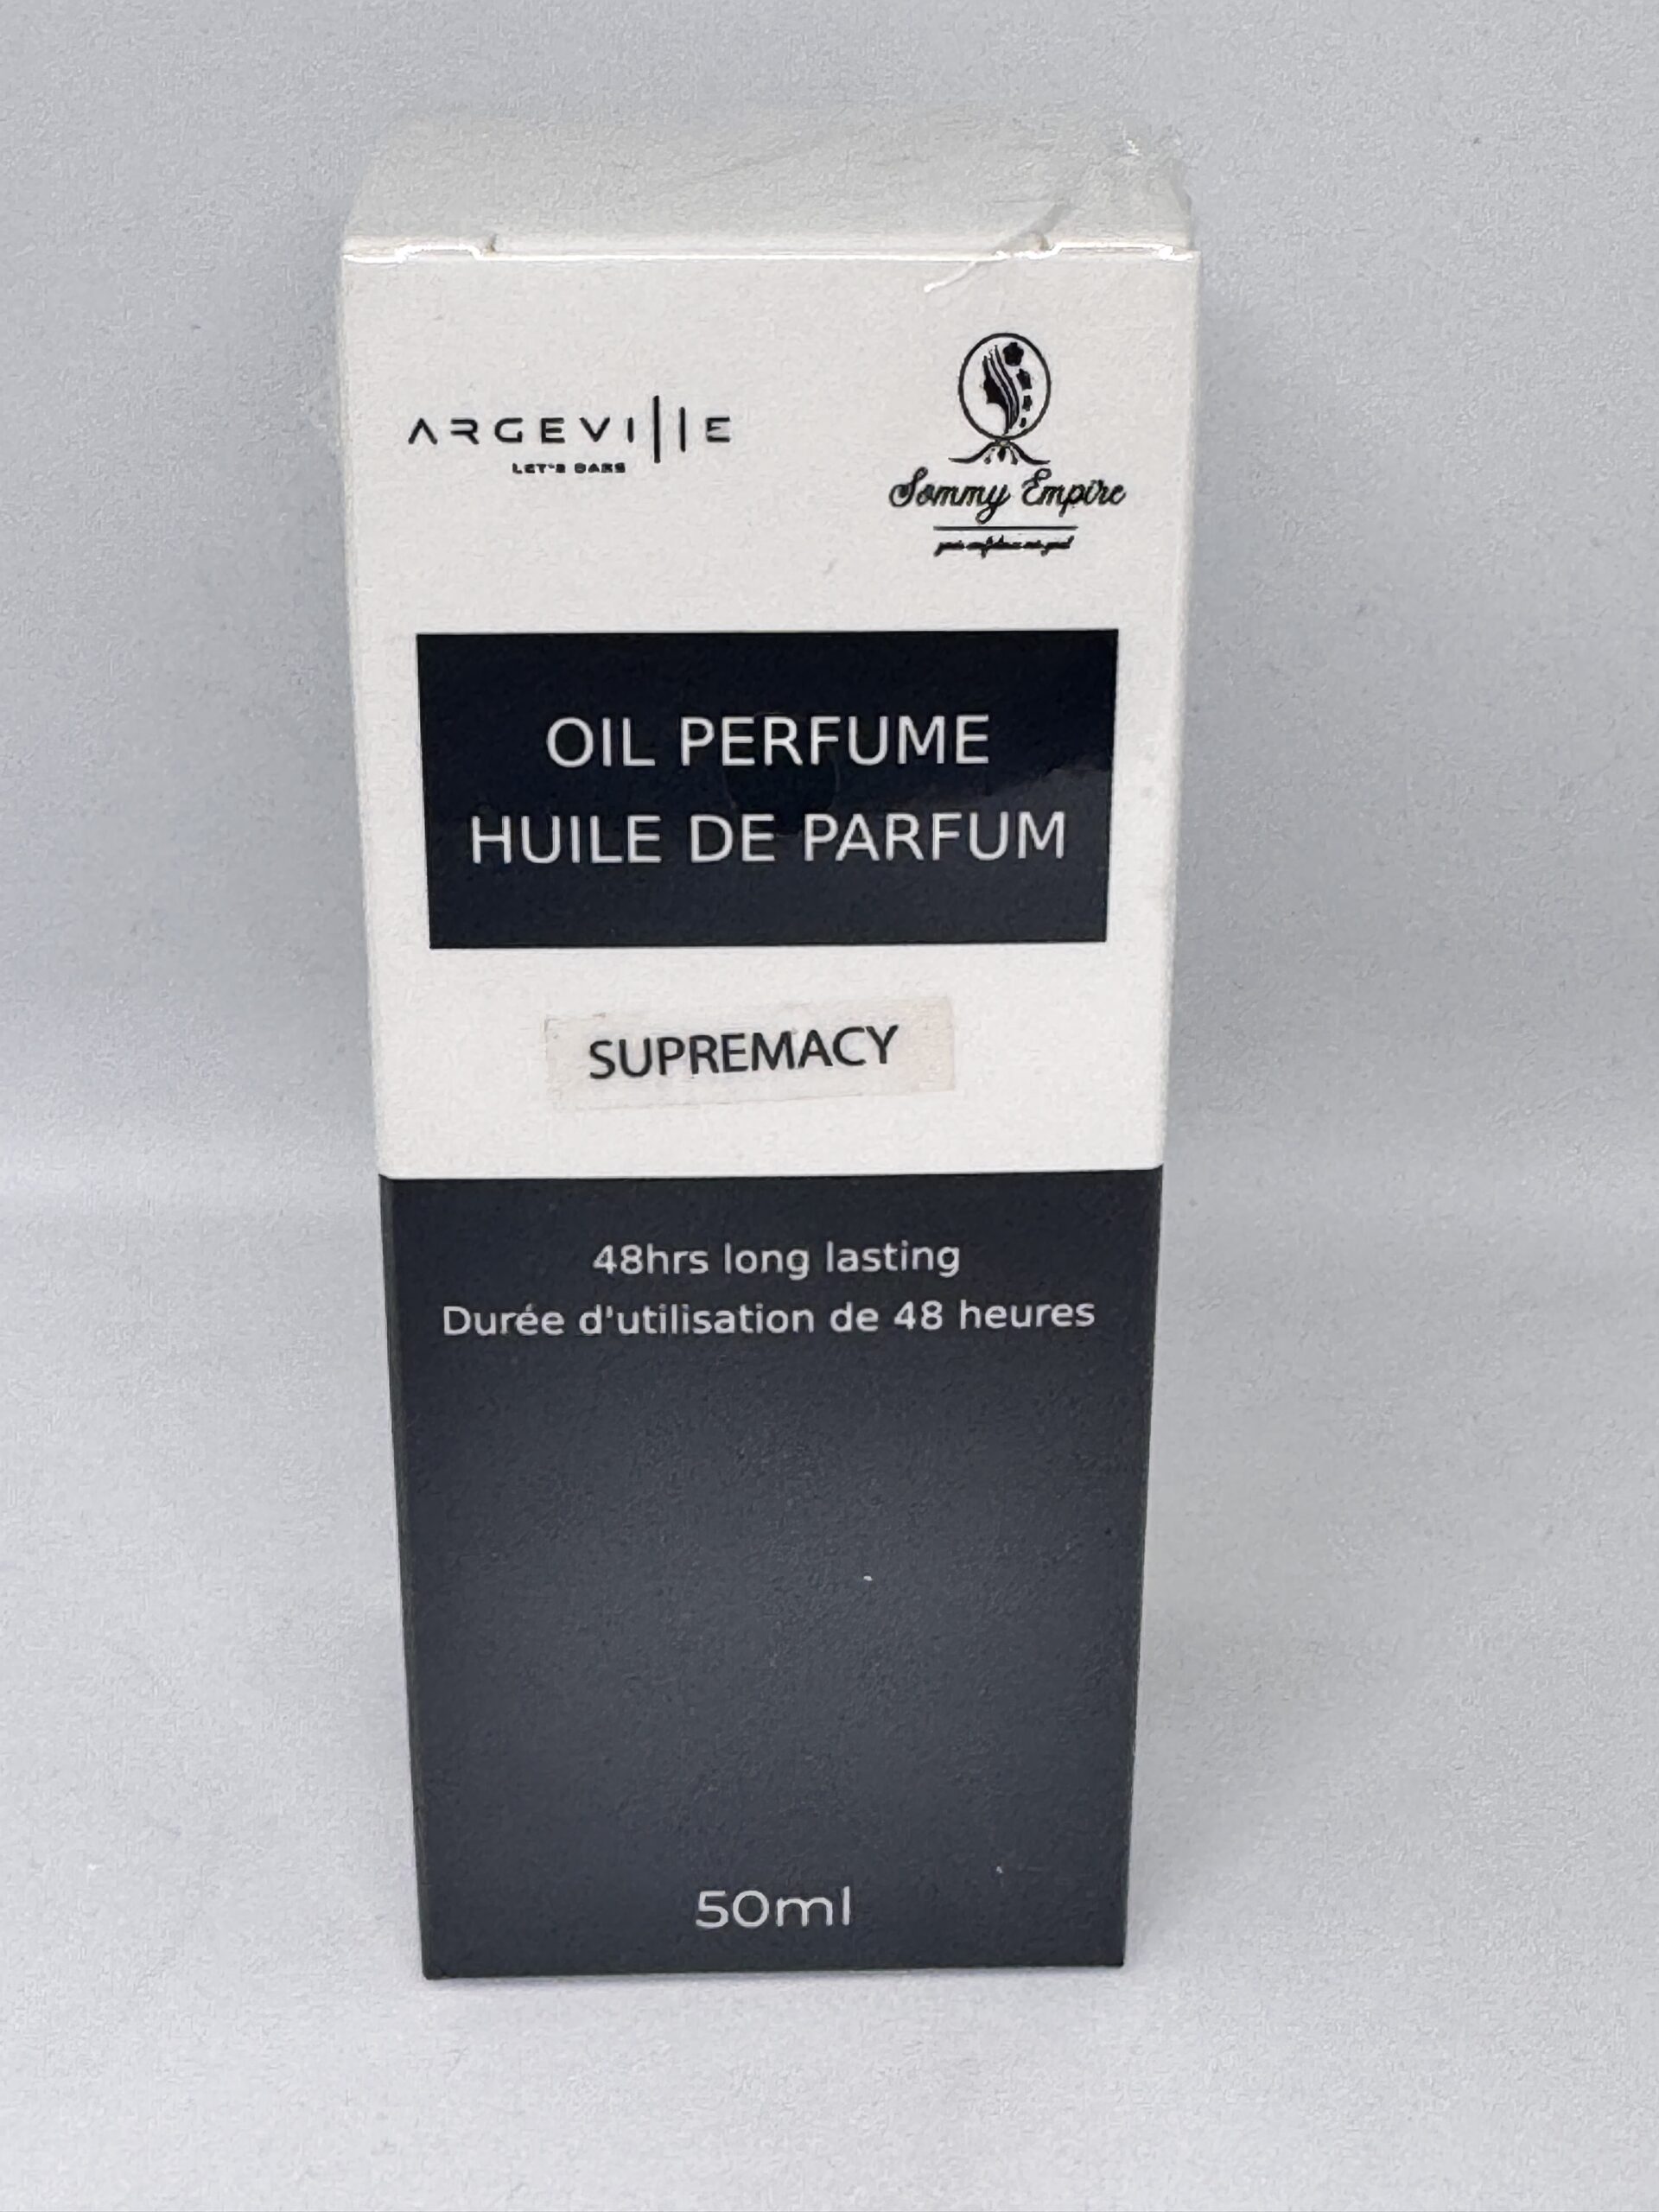 ARGEVIllE
LET'S DARE
Sommy Empire
OIL PERFUME
HUILE DE PARFUM
SUPREMACY
48hrs long lasting
Durée d'utilisation de 48 heures
50ml